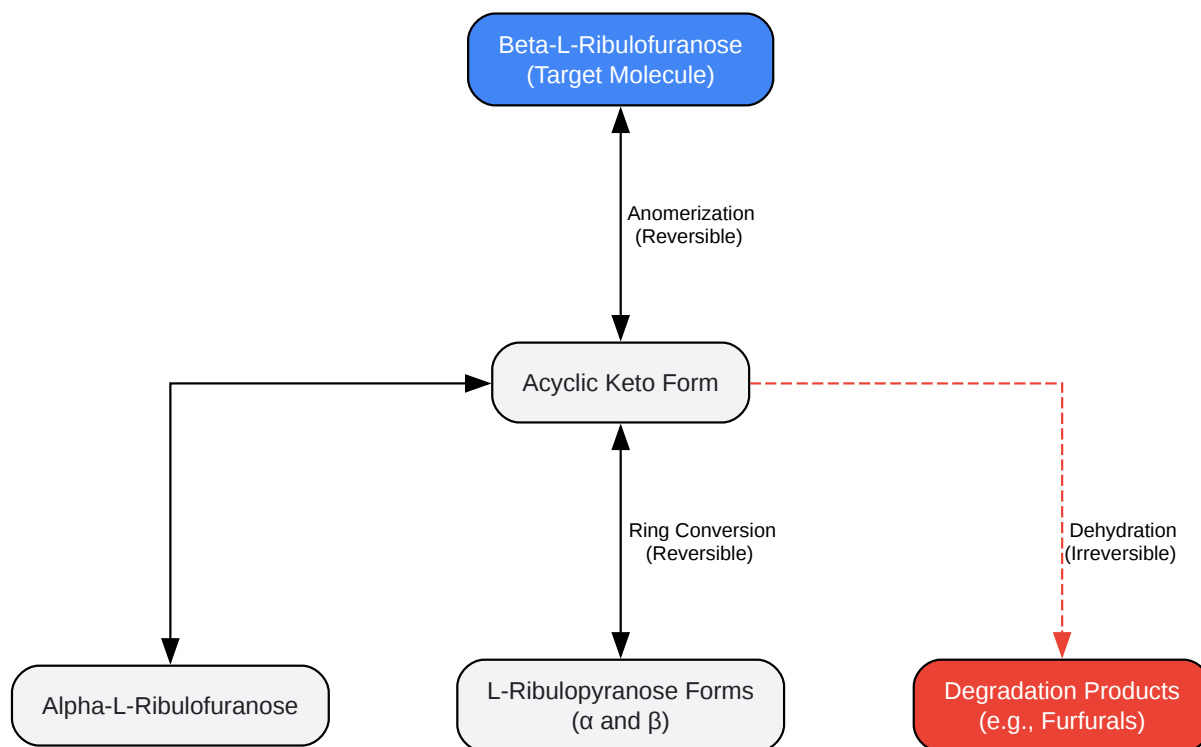 Beta-L-Ribulofuranose
(Target Molecule)
Anomerization
(Reversible)
Acyclic Keto Form
Ring Conversion
(Reversible)
Dehydration
(Irreversible)
Alpha-L-Ribulofuranose
L-Ribulopyranose Forms
(α and β)
Degradation Products
(e.g., Furfurals)